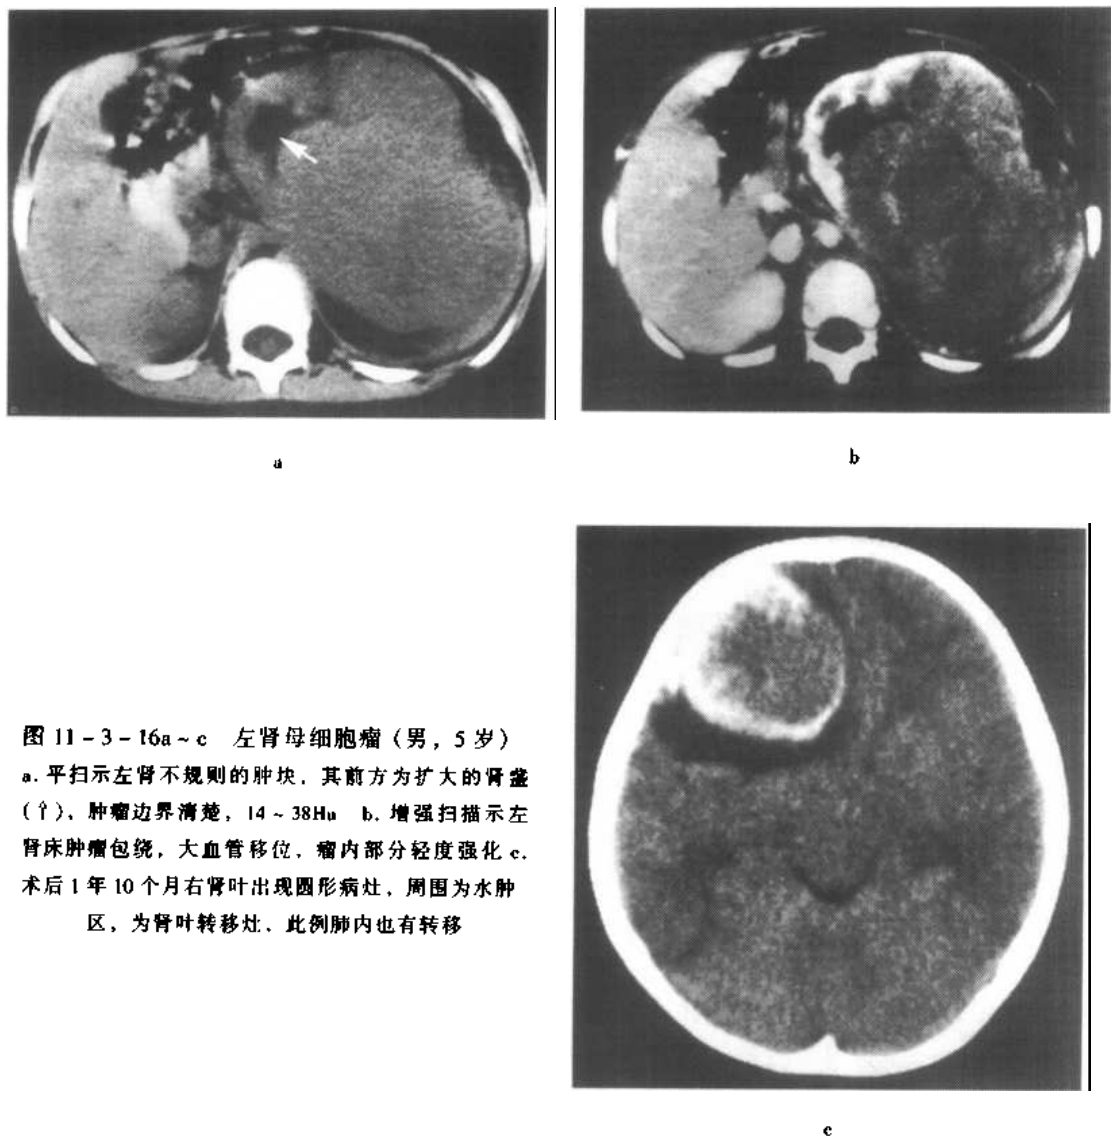 a
b
图 11-3-16a~c 左肾母细胞瘤（男，5 岁）
a. 平扫示左肾不规则的肿块，其前方为扩大的肾盏
（↑），肿瘤边界清楚，14~38Hu b. 增强扫描示左
肾床肿瘤包绕，大血管移位，瘤内部分轻度强化 c.
术后 1 年 10 个月右肾叶出现圆形病灶，周围为水肿
区，为肾叶转移灶．此例肺内也有转移
c